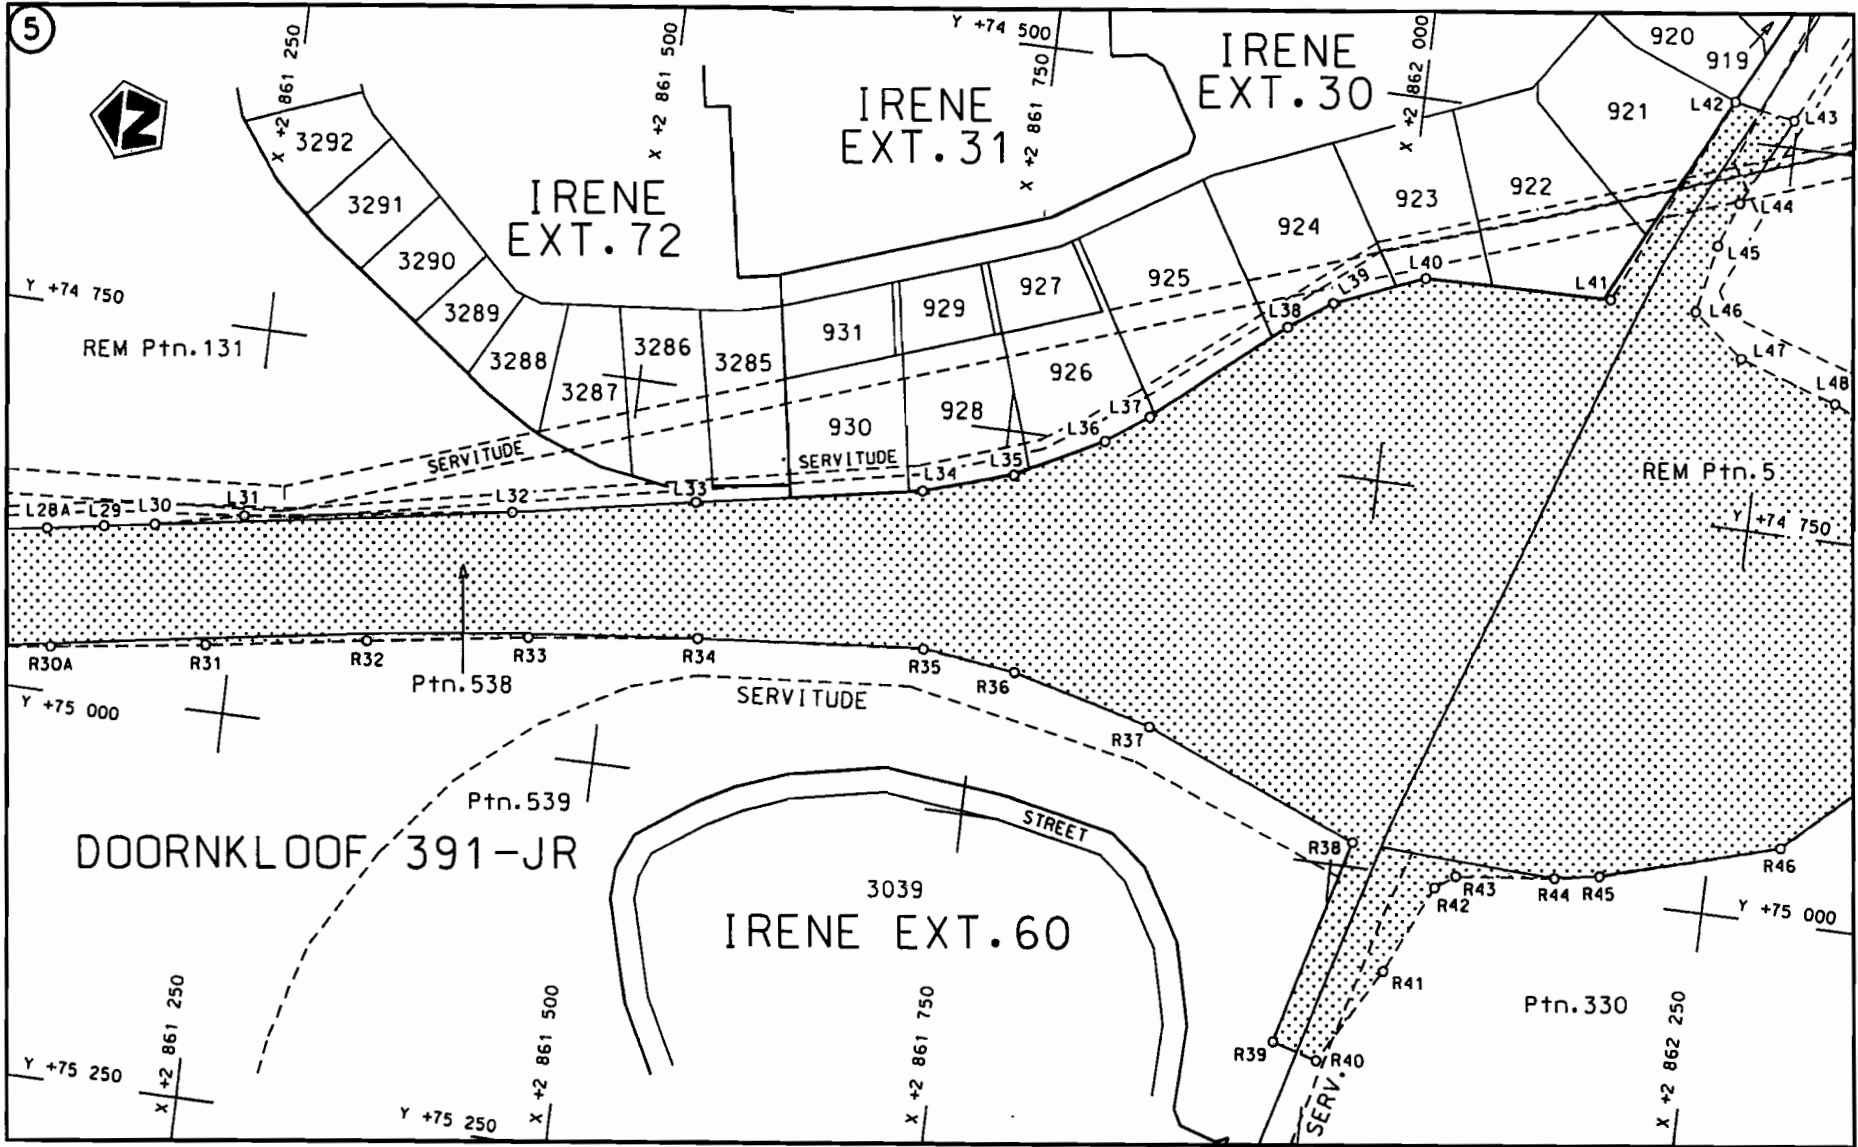 5
N
X +2 861 250
X +2 861 500
Y +74 500
X +2 861 750
X +2 862 000
IRENE
EXT.30
920
919
921
L42
L43
3292
IRENE
EXT.31
3291
IRENE
EXT.72
922
923
924
L44
L45
3290
Y +74 750
3289
REM Ptn.131
3288
3287
3286
3285
931
929
927
925
L38
L39
L40
L41
L46
L47
L48
926
930
928
L37
L36
SERVITUDE
SERVITUDE
L35
L34
L33
L32
L31
L28A
L29
L30
REM Ptn.5
Y +74 750
R30A
R31
R32
R33
R34
R35
R36
Ptn.538
Y +75 000
SERVITUDE
R37
Ptn.539
STREET
DOORNKLOOF 391-JR
R38
R46
3039
IRENE EXT.60
R42
R43
R44
R45
Y +75 000
R41
Ptn.330
R39
R40
SERV.
X +2 861 250
X +2 861 500
X +2 861 750
X +2 862 250
Y +75 250
Y +75 250